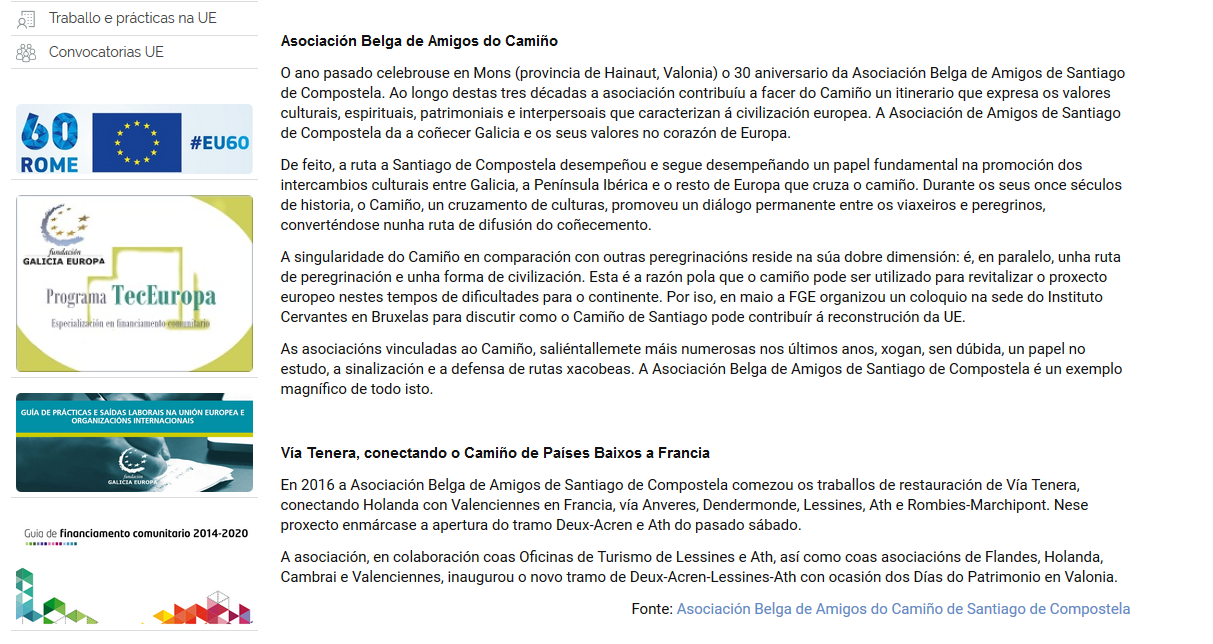 Traballo e prácticas na UE
Convocatorias UE
60
ROME
#EU60
fundación
GALICIA EUROPA
Programa TecEuropa
Especialización en financiamento comunitario
GUÍA DE PRÁCTICAS E SAÍDAS LABORAIS NA UNIÓN EUROPEA E
ORGANIZACIÓNS INTERNACIONAIS
fundación
GALICIA EUROPA
Guía de financiamento comunitario 2014-2020
Asociación Belga de Amigos do Camiño
O ano pasado celebrouse en Mons (provincia de Hainaut, Valonia) o 30 aniversario da Asociación Belga de Amigos de Santiago
de Compostela. Ao longo destas tres décadas a asociación contribuíu a facer do Camiño un itinerario que expresa os valores
culturais, espirituais, patrimoniais e interpersoais que caracterizan á civilización europea. A Asociación de Amigos de Santiago
de Compostela da a coñecer Galicia e os seus valores no corazón de Europa.
De feito, a ruta a Santiago de Compostela desempeñou e segue desempeñando un papel fundamental na promoción dos
intercambios culturais entre Galicia, a Península Ibérica e o resto de Europa que cruza o camiño. Durante os seus once séculos
de historia, o Camiño, un cruzamento de culturas, promoveu un diálogo permanente entre os viaxeiros e peregrinos,
converténdose nunha ruta de difusión do coñecemento.
A singularidade do Camiño en comparación con outras peregrinacións reside na súa dobre dimensión: é, en paralelo, unha ruta
de peregrinación e unha forma de civilización. Esta é a razón pola que o camiño pode ser utilizado para revitalizar o proxecto
europeo nestes tempos de dificultades para o continente. Por iso, en maio a FGE organizou un coloquio na sede do Instituto
Cervantes en Bruxelas para discutir como o Camiño de Santiago pode contribuír á reconstrución da UE.
As asociacións vinculadas ao Camiño, saliéntallemete máis numerosas nos últimos anos, xogan, sen dúbida, un papel no
estudo, a sinalización e a defensa de rutas xacobeas. A Asociación Belga de Amigos de Santiago de Compostela é un exemplo
magnífico de todo isto.
Vía Tenera, conectando o Camiño de Países Baixos a Francia
En 2016 a Asociación Belga de Amigos de Santiago de Compostela comezou os traballos de restauración de Vía Tenera,
conectando Holanda con Valenciennes en Francia, vía Anveres, Dendermonde, Lessines, Ath e Rombies-Marchipont. Nese
proxecto enmárcase a apertura do tramo Deux-Acren e Ath do pasado sábado.
A asociación, en colaboración coas Oficinas de Turismo de Lessines e Ath, así como coas asociacións de Flandes, Holanda,
Cambrai e Valenciennes, inaugurou o novo tramo de Deux-Acren-Lessines-Ath con ocasión dos Días do Patrimonio en Valonia.
Fonte: Asociación Belga de Amigos do Camiño de Santiago de Compostela